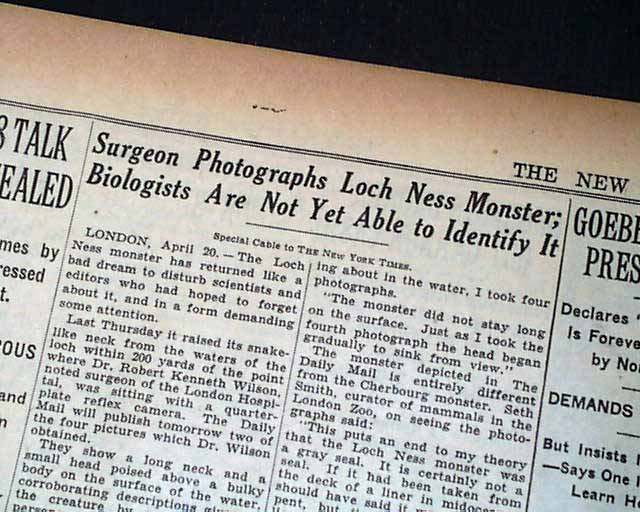 THE NEW
8 TALK
EALED
mes by
ressed
t.
OUS
and
n
Surgeon Photographs Loch Ness Monster;
Biologists Are Not Yet Able to Identify It
Special Cable to THE NEW YORK TIMES.
LONDON, April 20.—The Loch
Ness monster has returned like a
bad dream to disturb scientists and
editors who had hoped to forget
about it, and in a form demanding
some attention.
Last Thursday it raised its snake-
like neck from the waters of the
loch within 200 yards of the point
where Dr. Robert Kenneth Wilson,
noted surgeon of the London Hospi-
tal, was sitting with a quarter-
plate reflex camera. The Daily
Mail will publish tomorrow two of
the four pictures which Dr. Wilson
obtained.
They show a long neck and a
small head poised above a bulky
body on the surface of the water,
corroborating descriptions
the creature by
ing about in the water, I took four
photographs.
"The monster did not stay long
on the surface. Just as I took the
fourth photograph the head began
gradually to sink from view."
The monster depicted in The
Daily Mail is entirely different
from the Cherbourg monster. Seth
Smith, curator of mammals in the
London Zoo, on seeing the photo-
graphs said:
"This puts an end to my theory
that the Loch Ness monster was
a gray seal. It is certainly not a
seal. If it had been taken from
the deck of a liner in midoc
should have said it
pent, but
GOEBE
PRES
Declares "
Is Foreve
by No
DEMANDS
But Insists
—Says One
Learn H